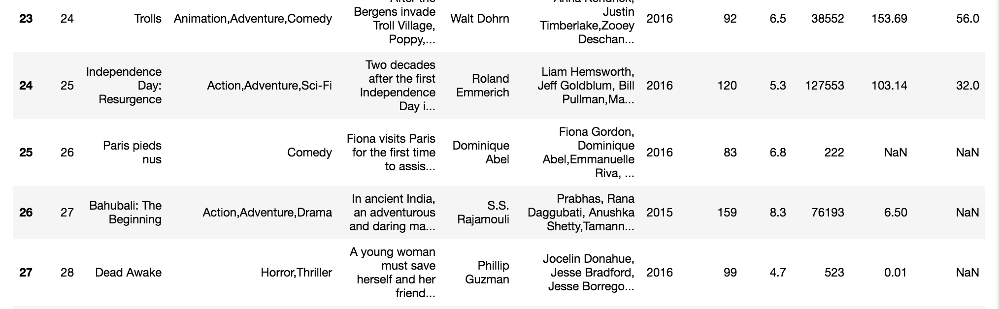 After the
Anna Kendrick,
23 24 Trolls Animation,Adventure,Comedy Bergens invade Troll Village, Poppy,... Walt Dohrn Justin Timberlake,Zooey Deschan... 2016 92 6.5 38552 153.69 56.0
24 25 Independence Day: Resurgence Action,Adventure,Sci-Fi Two decades after the first Independence Day i... Roland Emmerich Liam Hemsworth, Jeff Goldblum, Bill Pullman,Ma... 2016 120 5.3 127553 103.14 32.0
25 26 Paris pieds nus Comedy Fiona visits Paris for the first time to assis... Dominique Abel Fiona Gordon, Dominique Abel,Emmanuelle Riva, ... 2016 83 6.8 222 NaN NaN
26 27 Bahubali: The Beginning Action,Adventure,Drama In ancient India, an adventurous and daring ma... S.S. Rajamouli Prabhas, Rana Daggubati, Anushka Shetty,Tamann... 2015 159 8.3 76193 6.50 NaN
27 28 Dead Awake Horror,Thriller A young woman must save herself and her friend... Phillip Guzman Jocelin Donahue, Jesse Bradford, Jesse Borrego... 2016 99 4.7 523 0.01 NaN